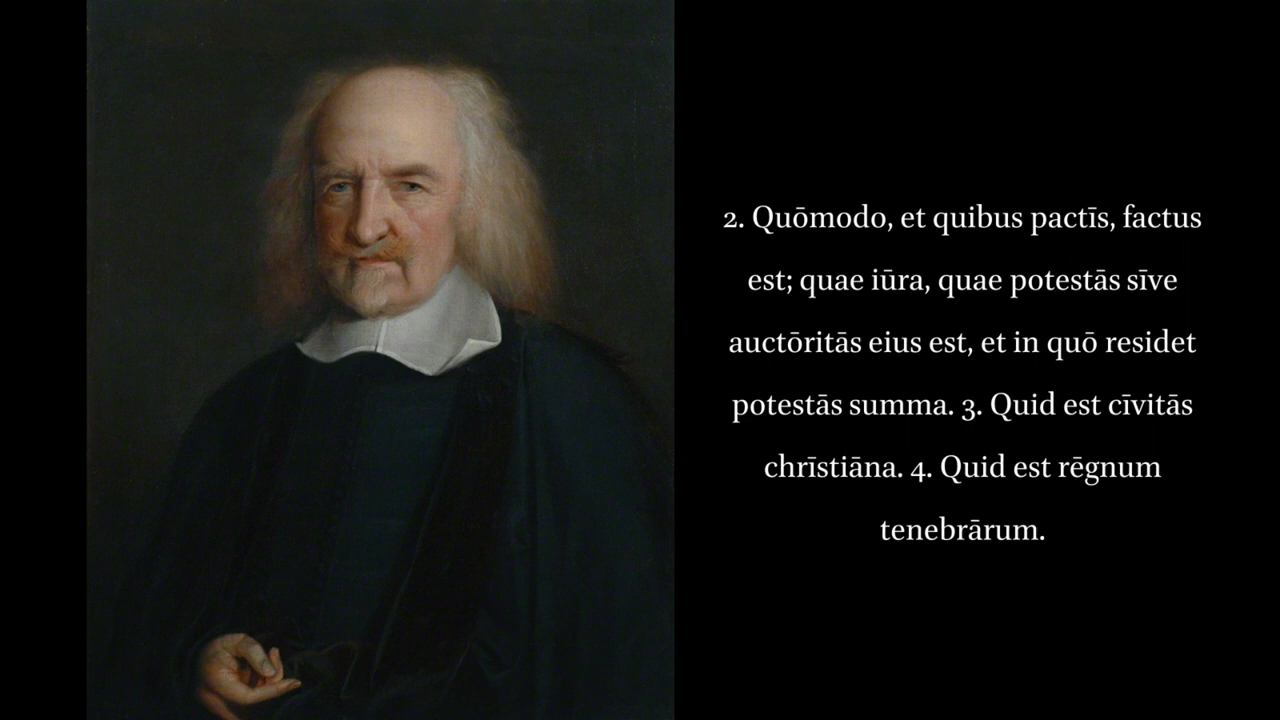 2. Quōmodo, et quibus pactīs, factus
est; quae iūra, quae potestās sīve
auctōritās eius est, et in quō residet
potestās summa. 3. Quid est cīvitās
chrīstiāna. 4. Quid est rēgnum
tenebrārum.